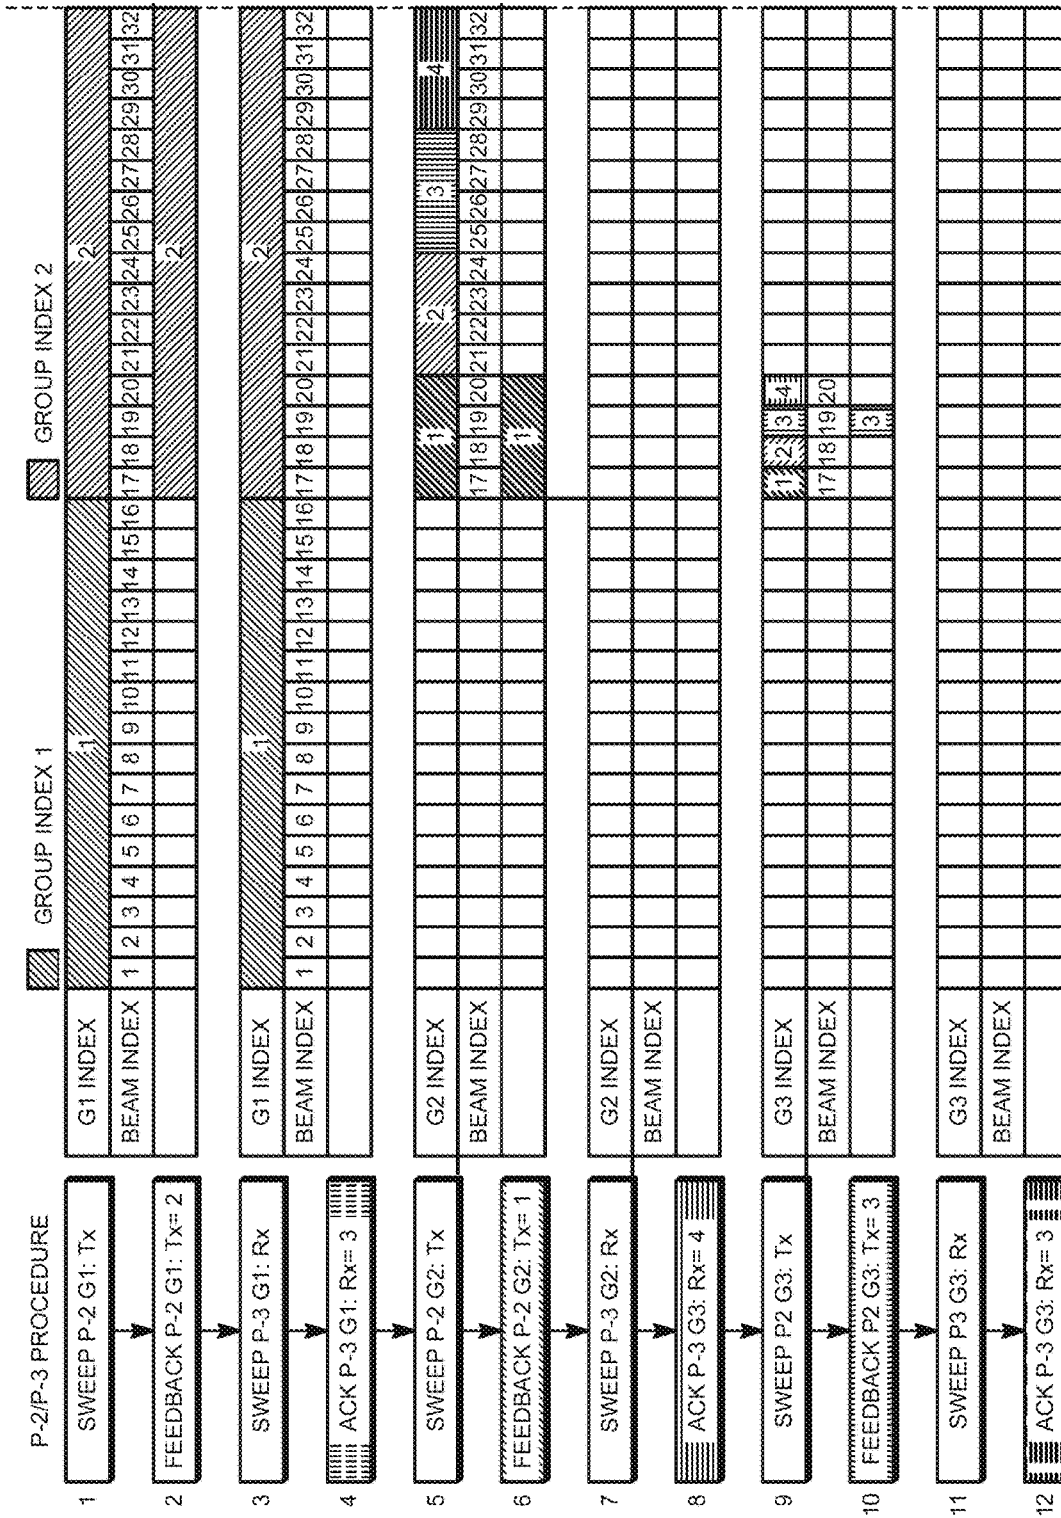 GROUP INDEX 1 GROUP INDEX 2
P-2/P-3 PROCEDURE
1 SWEEP P-2 G1: Tx G1 INDEX 1 2
BEAM INDEX 1 2 3 4 5 6 7 8 9 10 11 12 13 14 15 16 17 18 19 20 21 22 23 24 25 26 27 28 29 30 31 32
2 FEEDBACK P-2 G1: Tx= 2 2
3 SWEEP P-3 G1: Rx G1 INDEX 1 2
BEAM INDEX 1 2 3 4 5 6 7 8 9 10 11 12 13 14 15 16 17 18 19 20 21 22 23 24 25 26 27 28 29 30 31 32
4 ACK P-3 G1: Rx= 3
5 SWEEP P-2 G2: Tx G2 INDEX 1 2 3 4
BEAM INDEX 17 18 19 20 21 22 23 24 25 26 27 28 29 30 31 32
6 FEEDBACK P-2 G2: Tx= 1 1
7 SWEEP P-3 G2: Rx G2 INDEX
BEAM INDEX
8 ACK P-3 G3: Rx= 4
9 SWEEP P2 G3: Tx G3 INDEX 1 2 3 4
BEAM INDEX 17 18 19 20
10 FEEDBACK P2 G3: Tx= 3 3
11 SWEEP P3 G3: Rx G3 INDEX
BEAM INDEX
12 ACK P-3 G3: Rx= 3